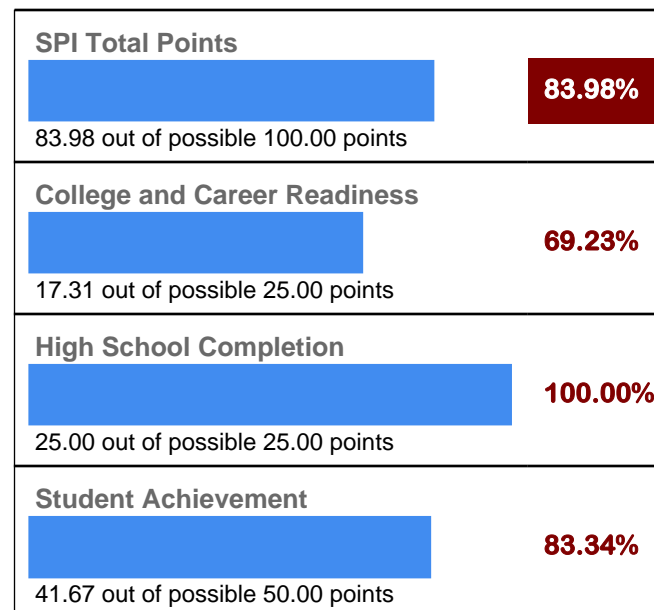 SPI Total Points
83.98%
83.98 out of possible 100.00 points
College and Career Readiness
69.23%
17.31 out of possible 25.00 points
High School Completion
100.00%
25.00 out of possible 25.00 points
Student Achievement
83.34%
41.67 out of possible 50.00 points